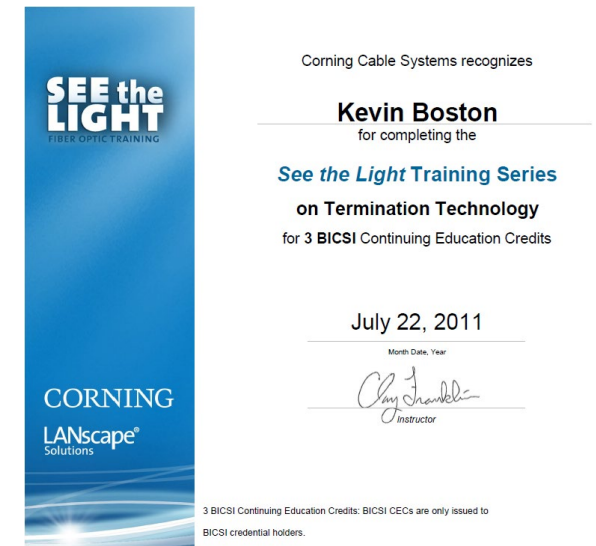 SEE the
LIGHT
FIBER OPTIC TRAINING
CORNING
LANscape®
Solutions
Corning Cable Systems recognizes
Kevin Boston
for completing the
See the Light Training Series
on Termination Technology
for 3 BICSI Continuing Education Credits
July 22, 2011
Month Date, Year
Clay Franklin
Instructor
3 BICSI Continuing Education Credits: BICSI CECs are only issued to
BICSI credential holders.